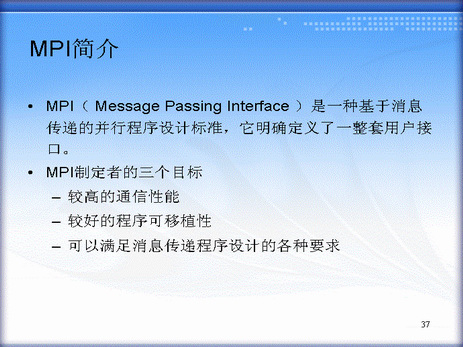 MPI简介
• MPI（ Message Passing Interface ）是一种基于消息
传递的并行程序设计标准，它明确定义了一整套用户接
口。
• MPI制定者的三个目标
– 较高的通信性能
– 较好的程序可移植性
– 可以满足消息传递程序设计的各种要求
37